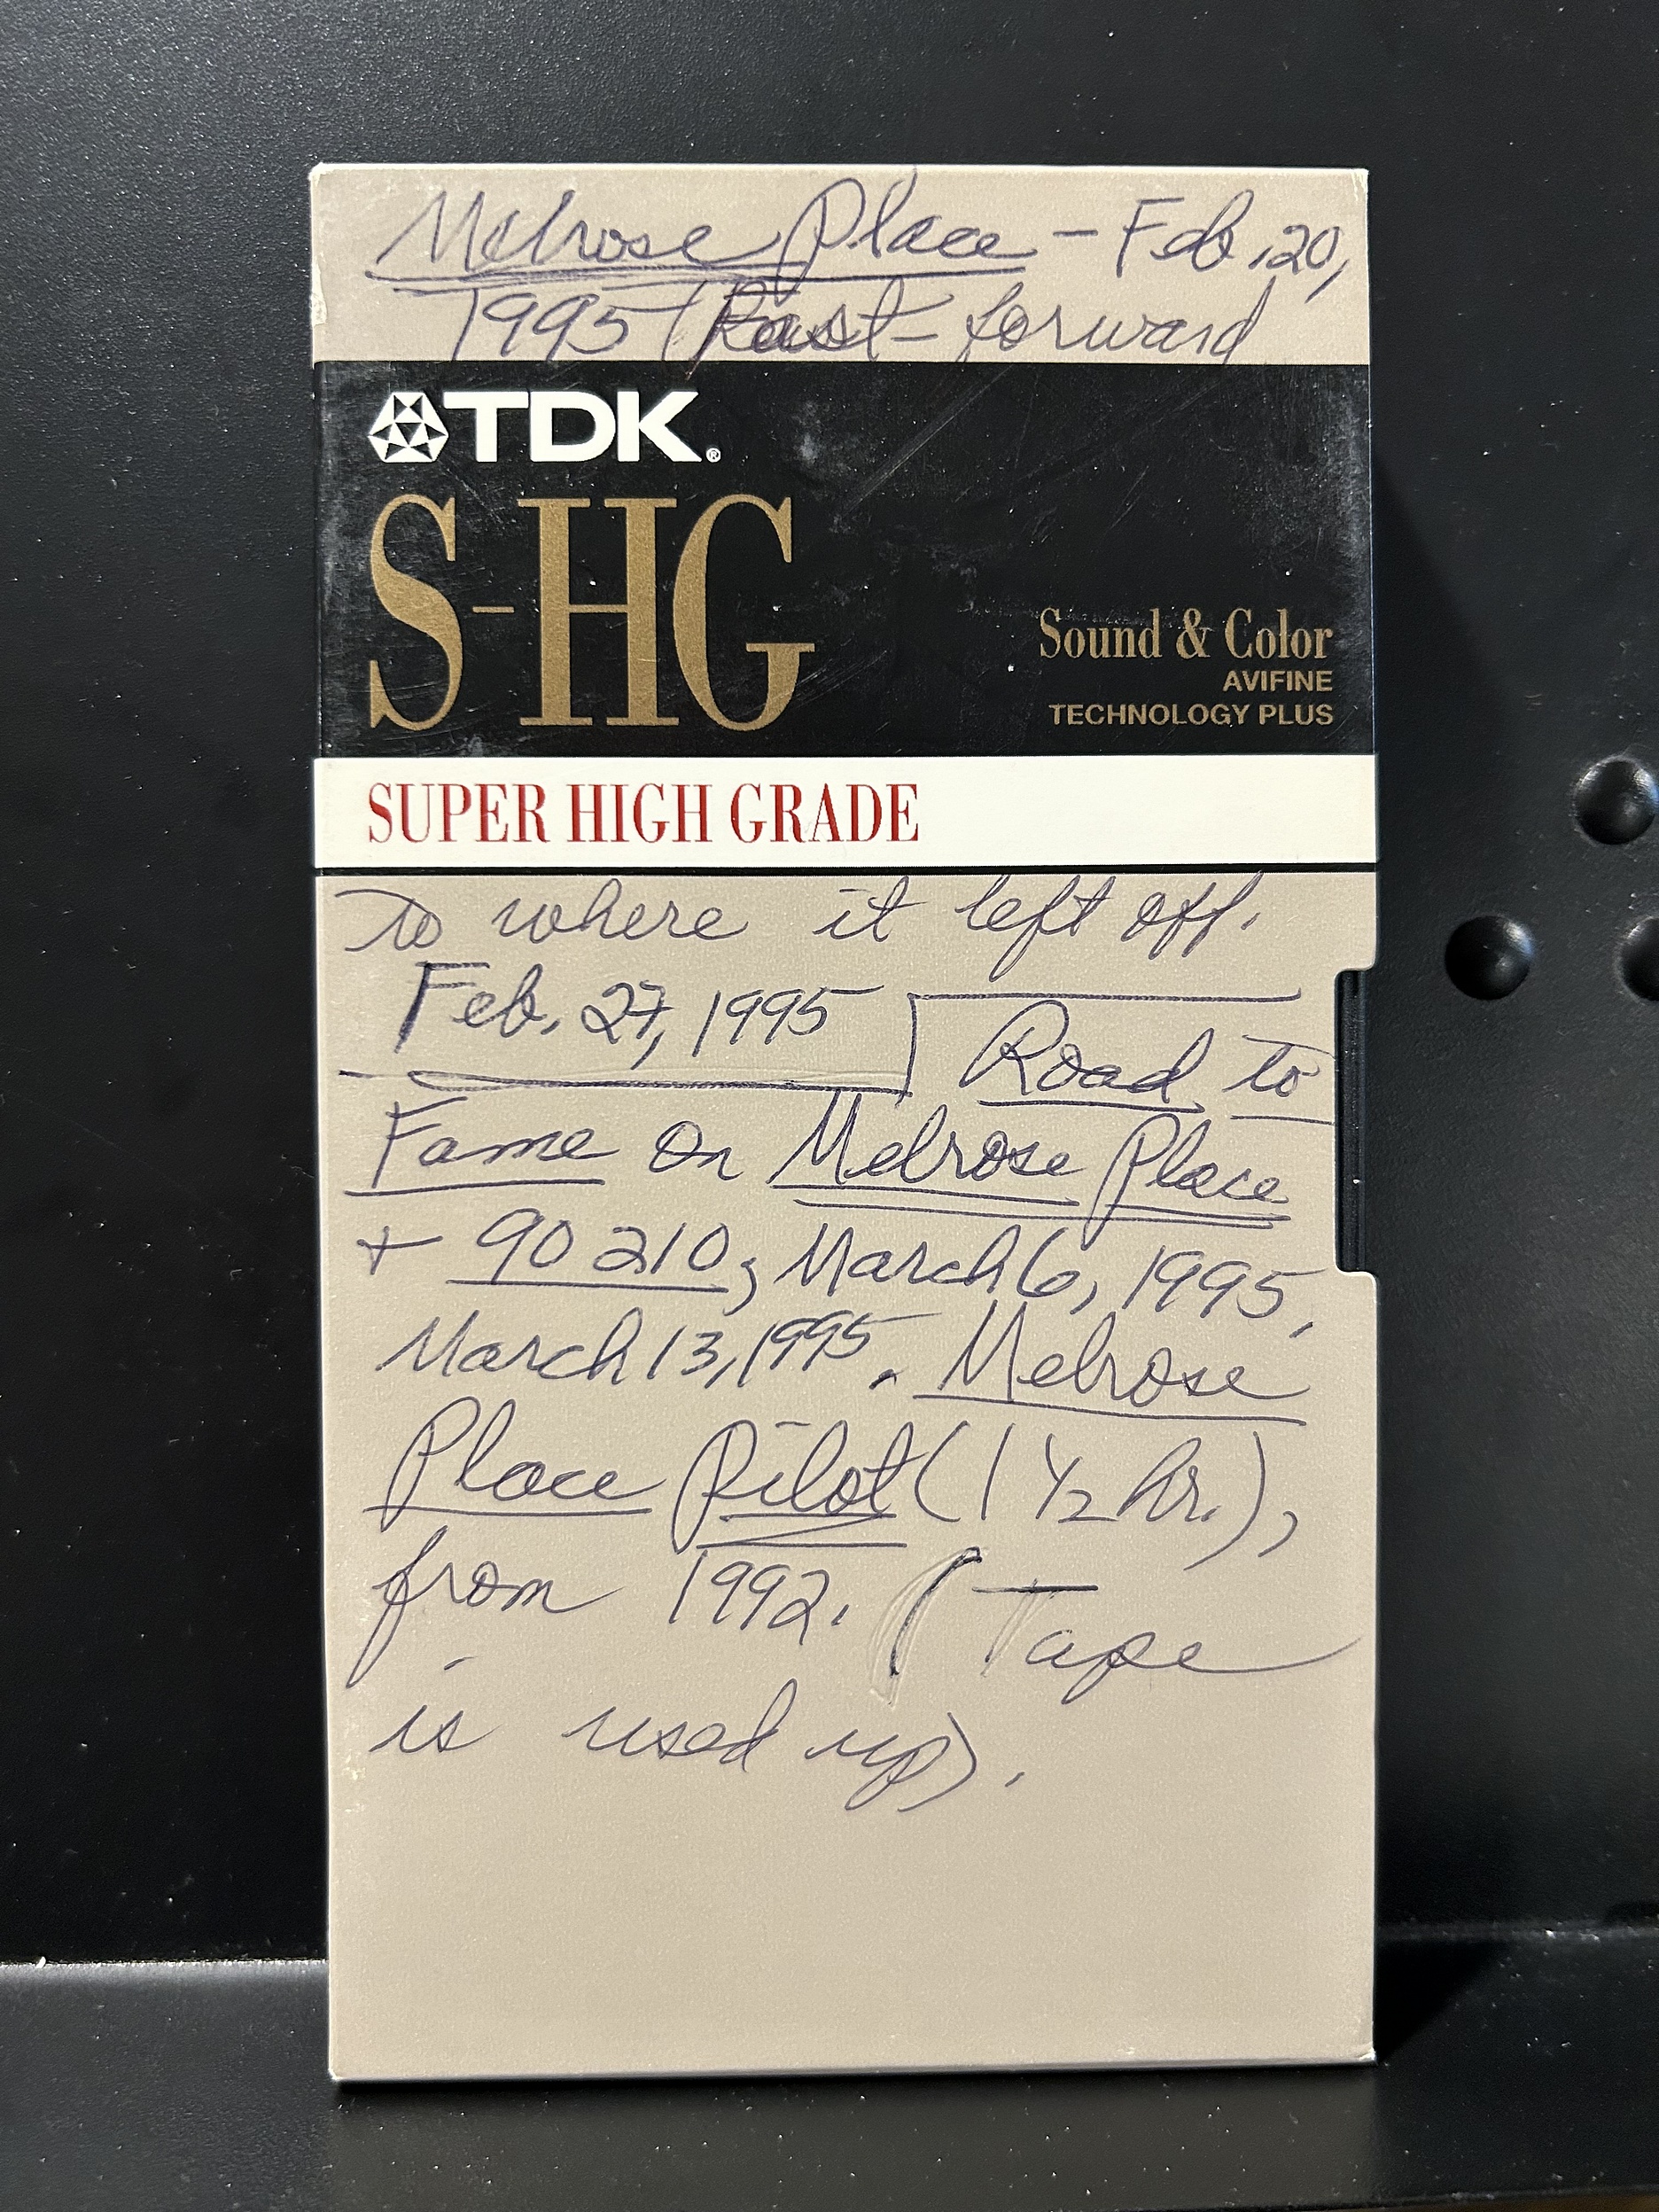 Melrose Place - Feb. 20,
1995 (Fast-forward
TDK®
S-HG
Sound & Color
AVIFINE
TECHNOLOGY PLUS
SUPER HIGH GRADE
to where it left off.
Feb. 27, 1995 Road to
Fame on Melrose Place
+ 90210; March 6, 1995,
March 13, 1995. Melrose
Place Pilot (1 1/2 hr.),
from 1992. (Tape
is used up).